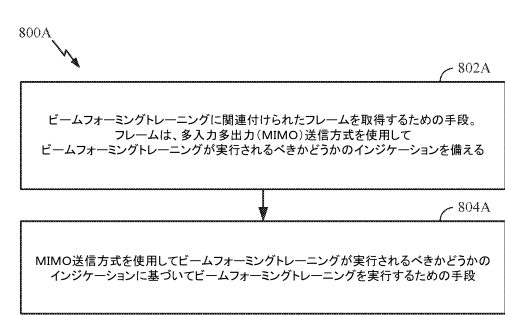 800A
802A
ビームフォーミングトレーニングに関連付けられたフレームを取得するための手段。
フレームは、多入力多出力(MIMO)送信方式を使用して
ビームフォーミングトレーニングが実行されるべきかどうかのインジケーションを備える
804A
MIMO送信方式を使用してビームフォーミングトレーニングが実行されるべきかどうかの
インジケーションに基づいてビームフォーミングトレーニングを実行するための手段